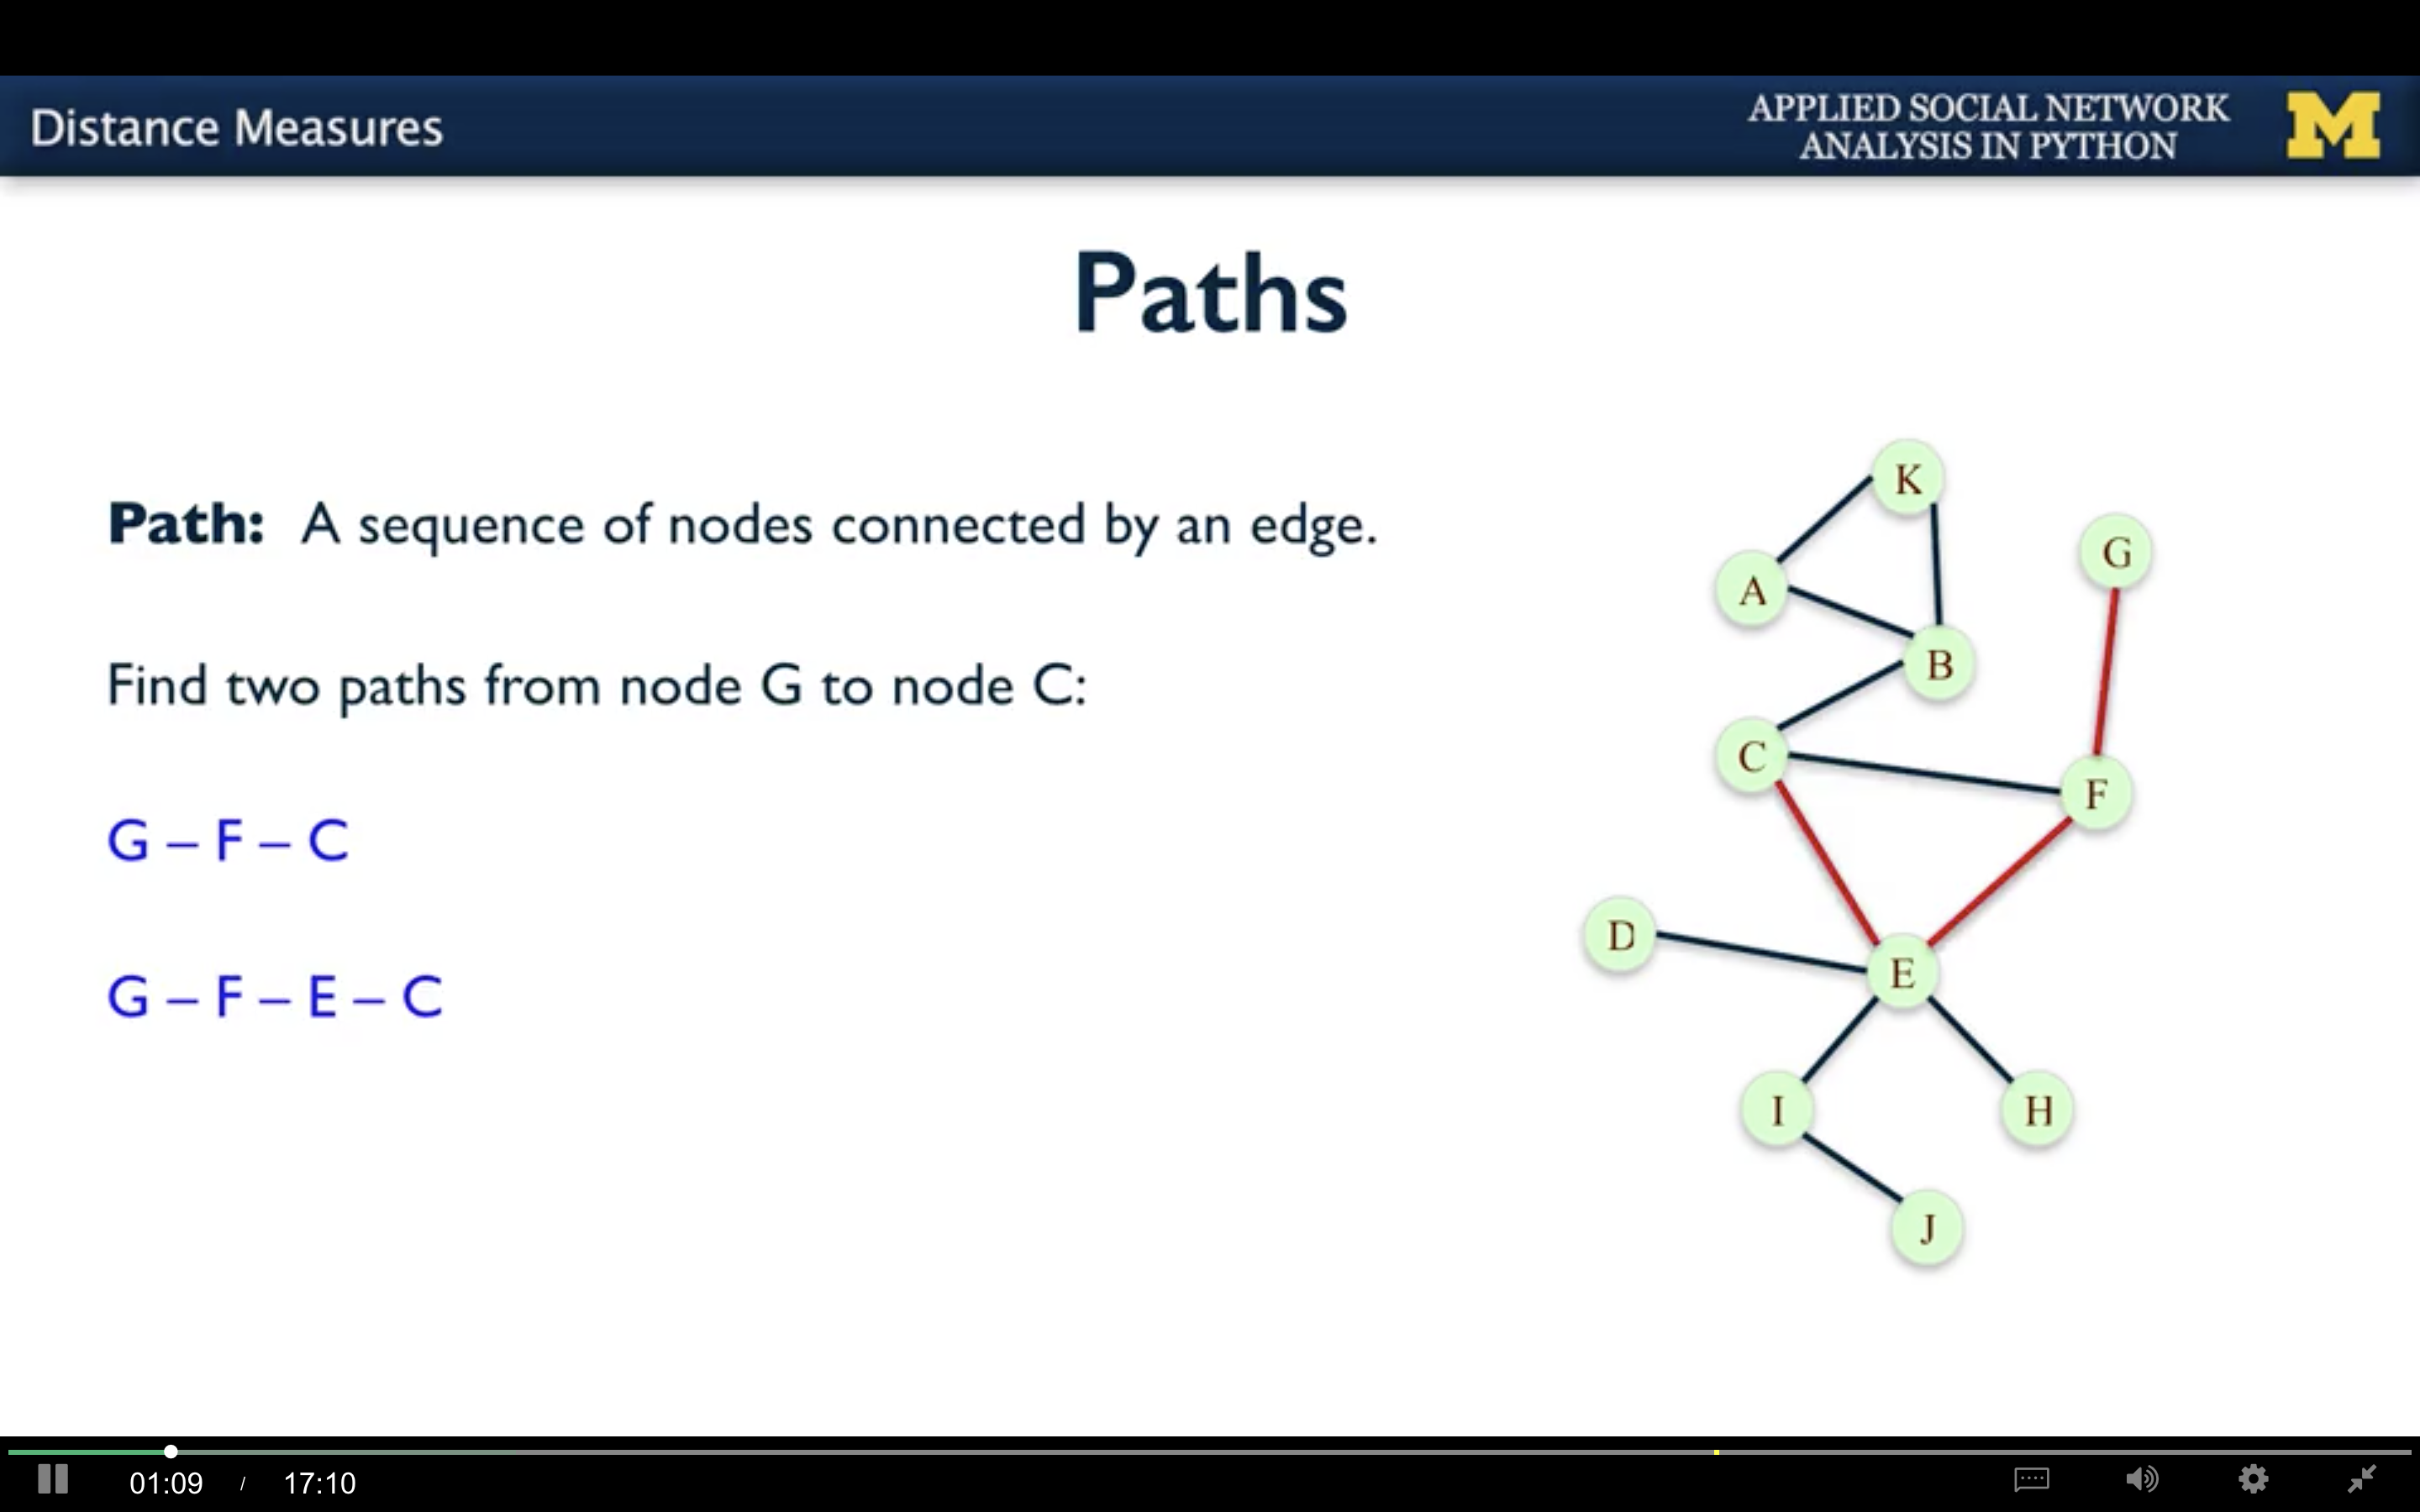 Distance Measures
APPLIED SOCIAL NETWORK
ANALYSIS IN PYTHON
M
Paths
Path: A sequence of nodes connected by an edge.
Find two paths from node G to node C:
G – F – C
G – F – E – C
K
G
A
B
C
F
D
E
I
H
J
01:09 / 17:10